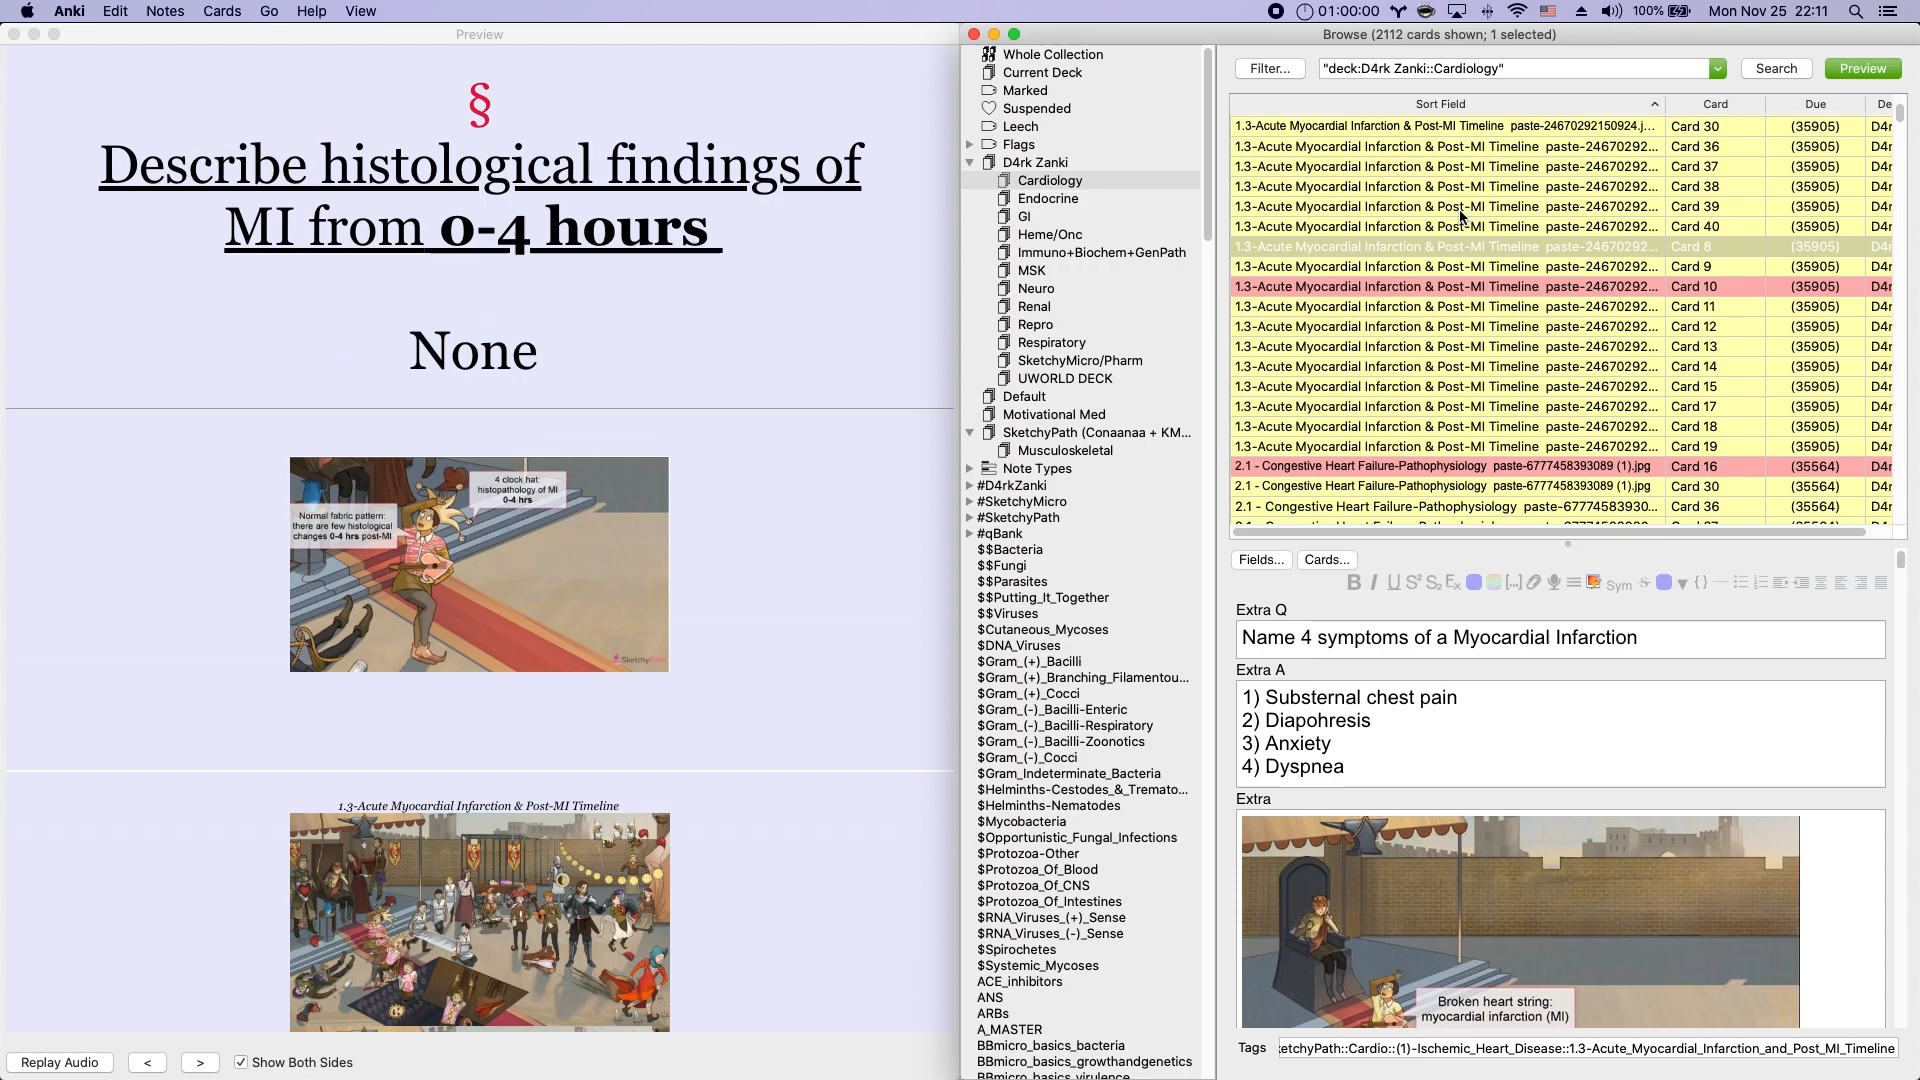 Anki Edit Notes Cards Go Help View
01:00:00 100% Mon Nov 25 22:11
Preview
§
Describe histological findings of
MI from 0-4 hours
None
4 clock hat:
histopathology of MI
0-4 hrs
Normal fabric pattern:
there are few histological
changes 0-4 hrs post-MI
SketchyPath
1.3-Acute Myocardial Infarction & Post-MI Timeline
Replay Audio < > Show Both Sides
Browse (2112 cards shown; 1 selected)
Whole Collection
Current Deck
Marked
Suspended
Leech
Flags
D4rk Zanki
Cardiology
Endocrine
GI
Heme/Onc
Immuno+Biochem+GenPath
MSK
Neuro
Renal
Repro
Respiratory
SketchyMicro/Pharm
UWORLD DECK
Default
Motivational Med
SketchyPath (Conaanaa + KM...
Musculoskeletal
Note Types
#D4rkZanki
#SketchyMicro
#SketchyPath
#qBank
$$Bacteria
$$Fungi
$$Parasites
$$Putting_It_Together
$$Viruses
$Cutaneous_Mycoses
$DNA_Viruses
$Gram_(+)_Bacilli
$Gram_(+)_Branching_Filamentou...
$Gram_(+)_Cocci
$Gram_(-)_Bacilli-Enteric
$Gram_(-)_Bacilli-Respiratory
$Gram_(-)_Bacilli-Zoonotics
$Gram_(-)_Cocci
$Gram_Indeterminate_Bacteria
$Helminths-Cestodes_&_Tremato...
$Helminths-Nematodes
$Mycobacteria
$Opportunistic_Fungal_Infections
$Protozoa-Other
$Protozoa_Of_Blood
$Protozoa_Of_CNS
$Protozoa_Of_Intestines
$RNA_Viruses_(+)_Sense
$RNA_Viruses_(-)_Sense
$Spirochetes
$Systemic_Mycoses
ACE_inhibitors
ANS
ARBs
A_MASTER
BBmicro_basics_bacteria
BBmicro_basics_growthandgenetics
BBmicro_basics_virulence
Filter... "deck:D4rk Zanki::Cardiology" Search Preview
Sort Field Card Due De
1.3-Acute Myocardial Infarction & Post-MI Timeline paste-24670292150924.j... Card 30 (35905) D4r
1.3-Acute Myocardial Infarction & Post-MI Timeline paste-24670292... Card 36 (35905) D4r
1.3-Acute Myocardial Infarction & Post-MI Timeline paste-24670292... Card 37 (35905) D4r
1.3-Acute Myocardial Infarction & Post-MI Timeline paste-24670292... Card 38 (35905) D4r
1.3-Acute Myocardial Infarction & Post-MI Timeline paste-24670292... Card 39 (35905) D4r
1.3-Acute Myocardial Infarction & Post-MI Timeline paste-24670292... Card 40 (35905) D4r
1.3-Acute Myocardial Infarction & Post-MI Timeline paste-24670292... Card 8 (35905) D4r
1.3-Acute Myocardial Infarction & Post-MI Timeline paste-24670292... Card 9 (35905) D4r
1.3-Acute Myocardial Infarction & Post-MI Timeline paste-24670292... Card 10 (35905) D4r
1.3-Acute Myocardial Infarction & Post-MI Timeline paste-24670292... Card 11 (35905) D4r
1.3-Acute Myocardial Infarction & Post-MI Timeline paste-24670292... Card 12 (35905) D4r
1.3-Acute Myocardial Infarction & Post-MI Timeline paste-24670292... Card 13 (35905) D4r
1.3-Acute Myocardial Infarction & Post-MI Timeline paste-24670292... Card 14 (35905) D4r
1.3-Acute Myocardial Infarction & Post-MI Timeline paste-24670292... Card 15 (35905) D4r
1.3-Acute Myocardial Infarction & Post-MI Timeline paste-24670292... Card 17 (35905) D4r
1.3-Acute Myocardial Infarction & Post-MI Timeline paste-24670292... Card 18 (35905) D4r
1.3-Acute Myocardial Infarction & Post-MI Timeline paste-24670292... Card 19 (35905) D4r
2.1 - Congestive Heart Failure-Pathophysiology paste-6777458393089 (1).jpg Card 16 (35564) D4r
2.1 - Congestive Heart Failure-Pathophysiology paste-6777458393089 (1).jpg Card 30 (35564) D4r
2.1 - Congestive Heart Failure-Pathophysiology paste-67774583930... Card 36 (35564) D4r
Fields... Cards...
B I U S² S₂ Ex [...] Sym S {}
Extra Q
Name 4 symptoms of a Myocardial Infarction
Extra A
1) Substernal chest pain
2) Diapohresis
3) Anxiety
4) Dyspnea
Extra
Broken heart string:
myocardial infarction (MI)
Tags etchyPath::Cardio::(1)-Ischemic_Heart_Disease::1.3-Acute_Myocardial_Infarction_and_Post_MI_Timeline